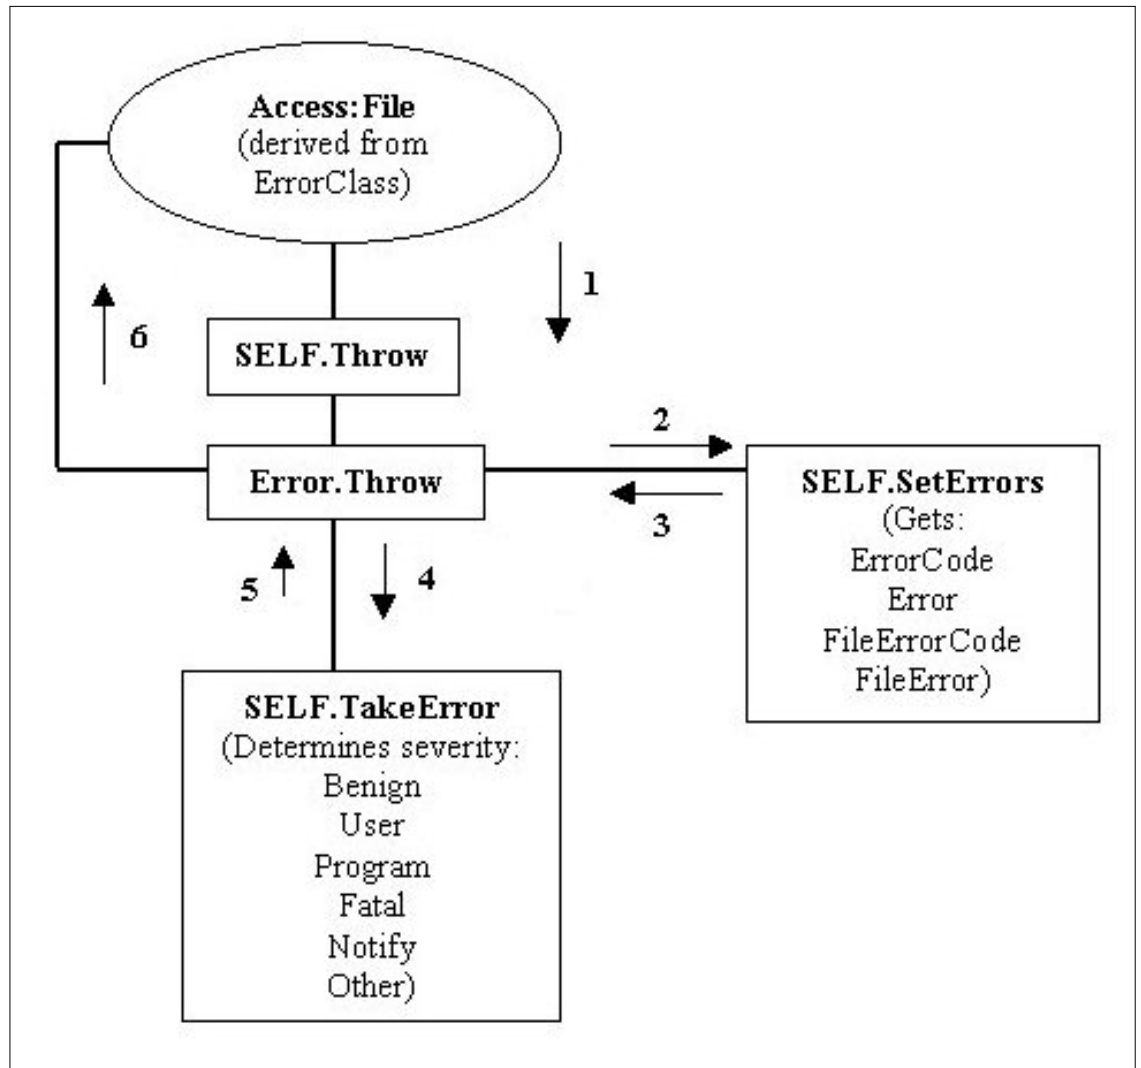 Access:File
(derived from
ErrorClass)
1
6
SELF.Throw
2
Error.Throw
SELF.SetErrors
(Gets:
ErrorCode
Error
FileErrorCode
FileError)
3
5
4
SELF.TakeError
(Determines severity:
Benign
User
Program
Fatal
Notify
Other)